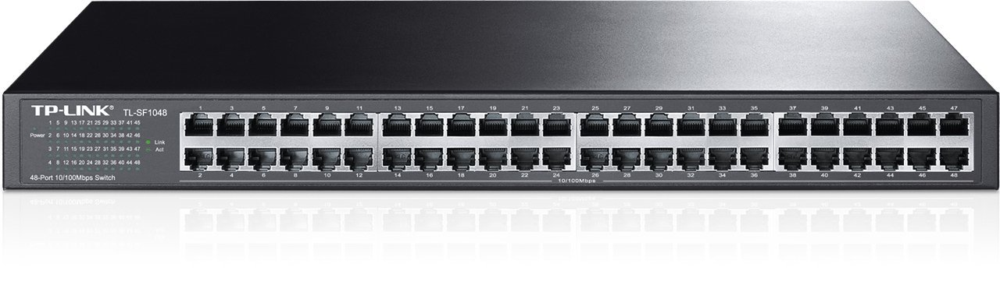 TP-LINK® TL-SF1048
1 5 9 13 17 21 25 29 33 37 41 45
Power 2 6 10 14 18 22 26 30 34 38 42 46
3 7 11 15 19 23 27 31 35 39 43 47
4 8 12 16 20 24 28 32 36 40 44 48
Link
Act
48-Port 10/100Mbps Switch
1 3 5 7 9 11 13 15 17 19 21 23 25 27 29 31 33 35 37 39 41 43 45 47
2 4 6 8 10 12 14 16 18 20 22 24 26 28 30 32 34 36 38 40 42 44 46 48
10/100Mbps